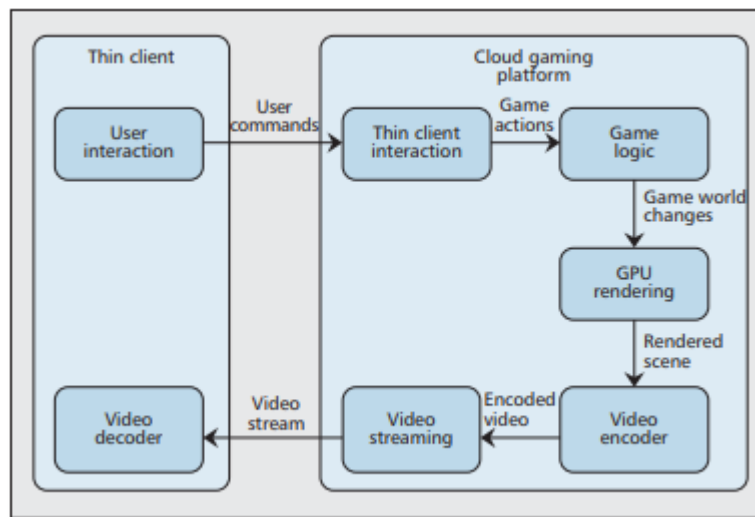 Thin client
Cloud gaming
platform
User
interaction
User
commands
Thin client
interaction
Game
actions
Game
logic
Game world
changes
GPU
rendering
Rendered
scene
Video
decoder
Video
stream
Video
streaming
Encoded
video
Video
encoder